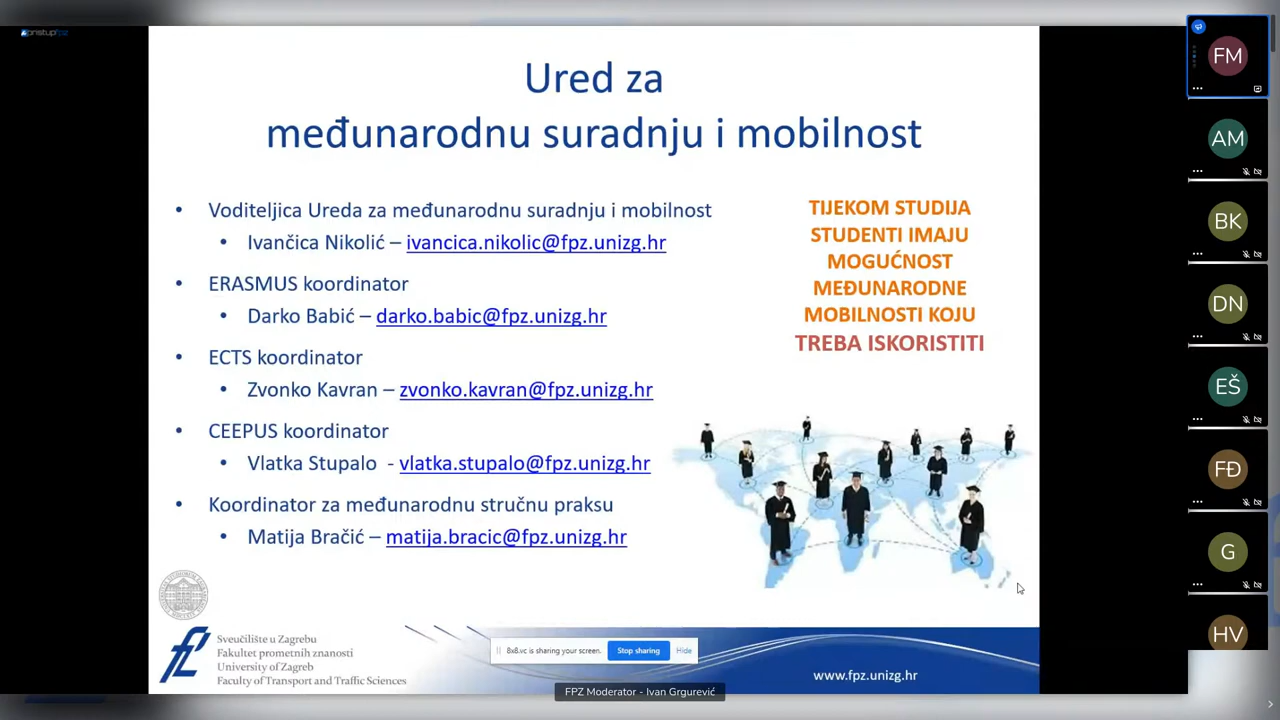 pristupfpz
Ured za
međunarodnu suradnju i mobilnost
• Voditeljica Ureda za međunarodnu suradnju i mobilnost
• Ivančica Nikolić – ivancica.nikolic@fpz.unizg.hr
• ERASMUS koordinator
• Darko Babić – darko.babic@fpz.unizg.hr
• ECTS koordinator
• Zvonko Kavran – zvonko.kavran@fpz.unizg.hr
• CEEPUS koordinator
• Vlatka Stupalo - vlatka.stupalo@fpz.unizg.hr
• Koordinator za međunarodnu stručnu praksu
• Matija Bračić – matija.bracic@fpz.unizg.hr
TIJEKOM STUDIJA
STUDENTI IMAJU
MOGUĆNOST
MEĐUNARODNE
MOBILNOSTI KOJU
TREBA ISKORISTITI
Sveučilište u Zagrebu
Fakultet prometnih znanosti
University of Zagreb
Faculty of Transport and Traffic Sciences
8x8.vc is sharing your screen. Stop sharing Hide
www.fpz.unizg.hr
FPZ Moderator - Ivan Grgurević
FM
AM
BK
DN
EŠ
FĐ
G
HV